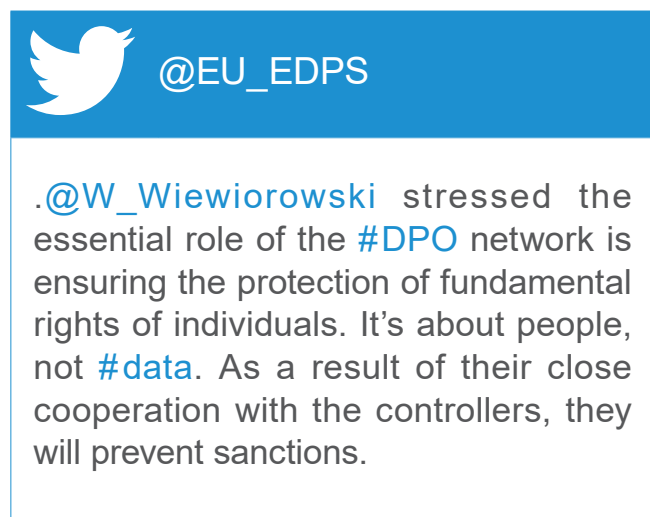 @EU_EDPS
.@W_Wiewiorowski stressed the
essential role of the #DPO network is
ensuring the protection of fundamental
rights of individuals. It’s about people,
not #data. As a result of their close
cooperation with the controllers, they
will prevent sanctions.